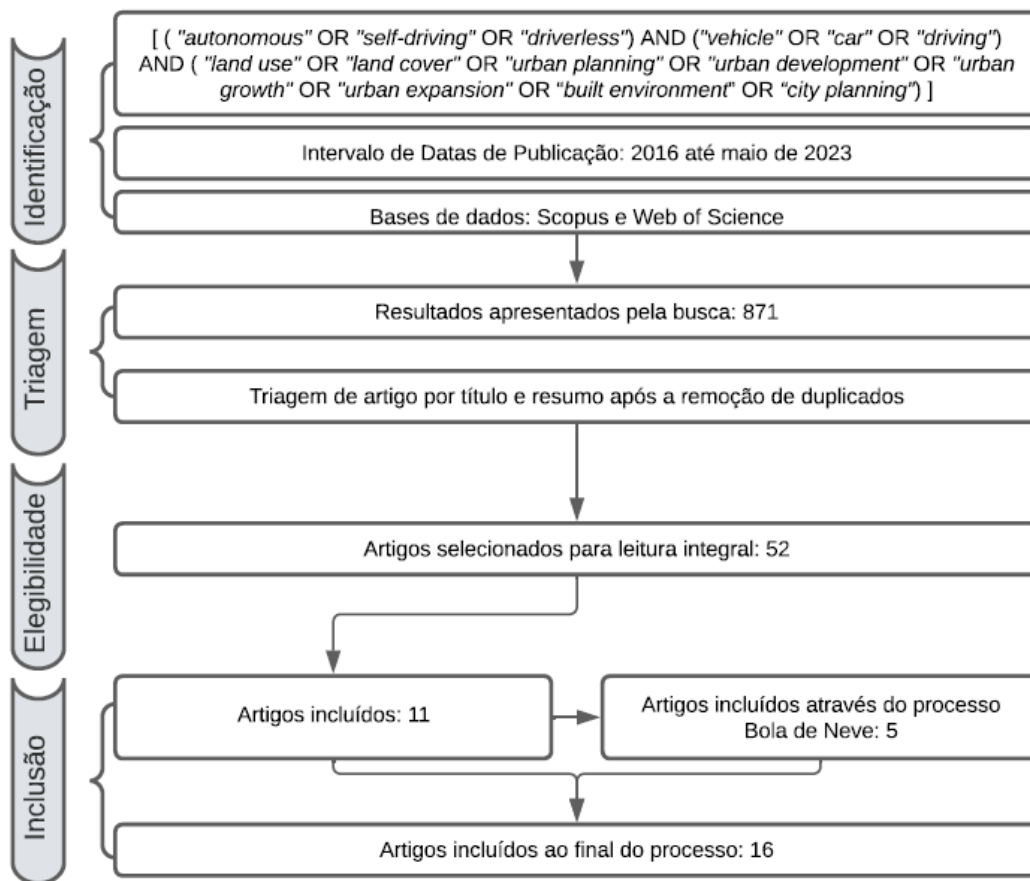 Identificação
[ ( "autonomous" OR "self-driving" OR "driverless") AND ("vehicle" OR "car" OR "driving")
AND ( "land use" OR "land cover" OR "urban planning" OR "urban development" OR "urban
growth" OR "urban expansion" OR "built environment" OR "city planning") ]
Intervalo de Datas de Publicação: 2016 até maio de 2023
Bases de dados: Scopus e Web of Science
Triagem
Resultados apresentados pela busca: 871
Triagem de artigo por título e resumo após a remoção de duplicados
Elegibilidade
Artigos selecionados para leitura integral: 52
Inclusão
Artigos incluídos: 11
Artigos incluídos através do processo
Bola de Neve: 5
Artigos incluídos ao final do processo: 16